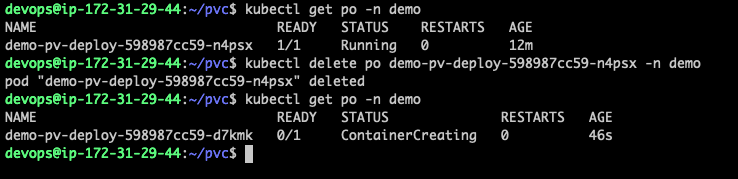 devops@ip-172-31-29-44:~/pvc$ kubectl get po -n demo
NAME READY STATUS RESTARTS AGE
demo-pv-deploy-598987cc59-n4psx 1/1 Running 0 12m
devops@ip-172-31-29-44:~/pvc$ kubectl delete po demo-pv-deploy-598987cc59-n4psx -n demo
pod "demo-pv-deploy-598987cc59-n4psx" deleted
devops@ip-172-31-29-44:~/pvc$ kubectl get po -n demo
NAME READY STATUS RESTARTS AGE
demo-pv-deploy-598987cc59-d7kmk 0/1 ContainerCreating 0 46s
devops@ip-172-31-29-44:~/pvc$